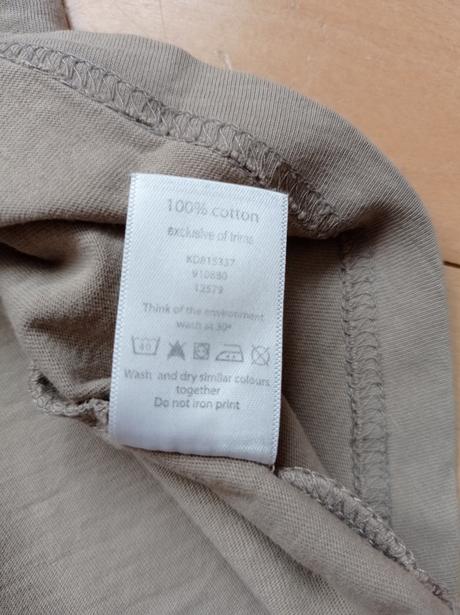 100% cotton
exclusive of trims
KDB15337
910880
12579
Think of the environment
wash at 30°
40
Wash and dry similar colours
together
Do not iron print